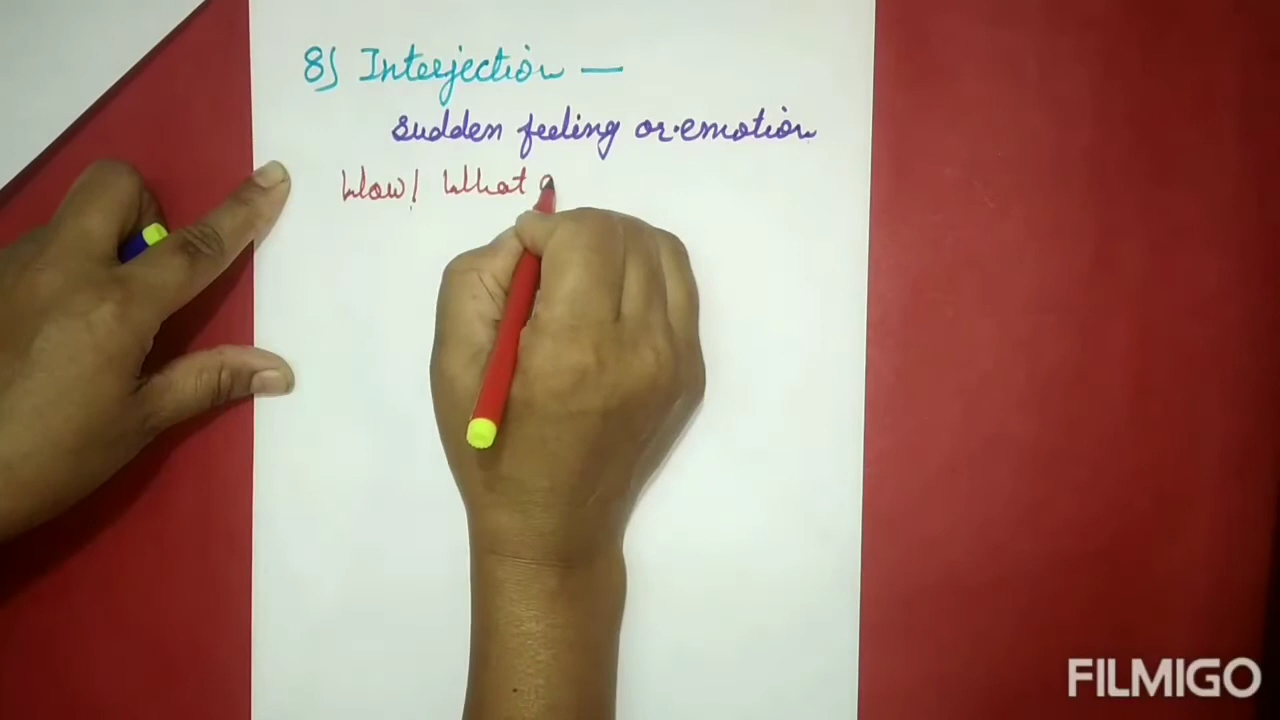 8) Interjection —
sudden feeling or emotion
Wow! What a
FILMIGO